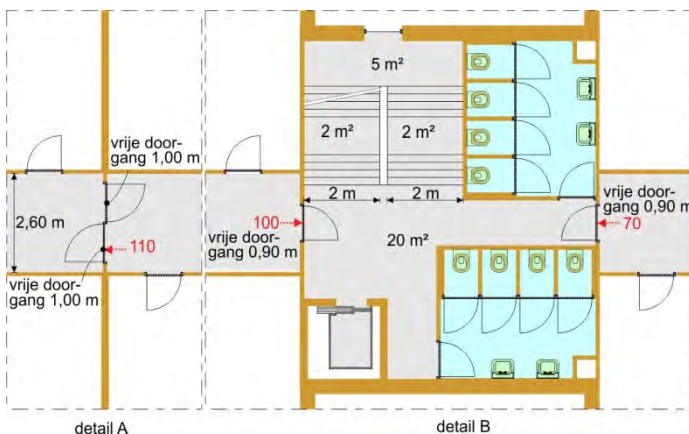 5 m²
vrije door-
gang 1,00 m
2 m²
2 m²
2,60 m
2 m
2 m
vrije door-
gang 0,90 m
100
110
vrije door-
gang 0,90 m
70
20 m²
vrije door-
gang 1,00 m
detail A
detail B